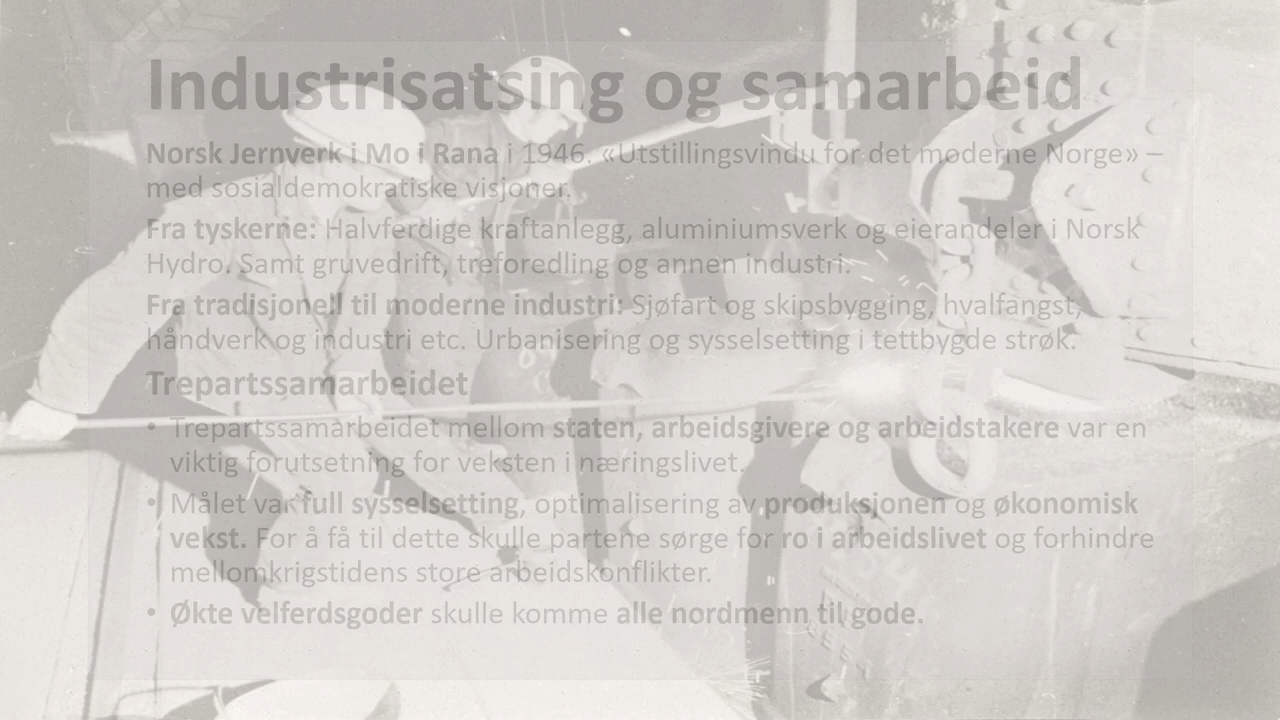 Industrisatsing og samarbeid
Norsk Jernverk i Mo i Rana i 1946. «Utstillingsvindu for det moderne Norge» –
med sosialdemokratiske visjoner.
Fra tyskerne: Halvferdige kraftanlegg, aluminiumsverk og eierandeler i Norsk
Hydro. Samt gruvedrift, treforedling og annen industri.
Fra tradisjonell til moderne industri: Sjøfart og skipsbygging, hvalfangst,
håndverk og industri etc. Urbanisering og sysselsetting i tettbygde strøk.
Trepartssamarbeidet
• Trepartssamarbeidet mellom staten, arbeidsgivere og arbeidstakere var en
viktig forutsetning for veksten i næringslivet.
• Målet var full sysselsetting, optimalisering av produksjonen og økonomisk
vekst. For å få til dette skulle partene sørge for ro i arbeidslivet og forhindre
mellomkrigstidens store arbeidskonflikter.
• Økte velferdsgoder skulle komme alle nordmenn til gode.